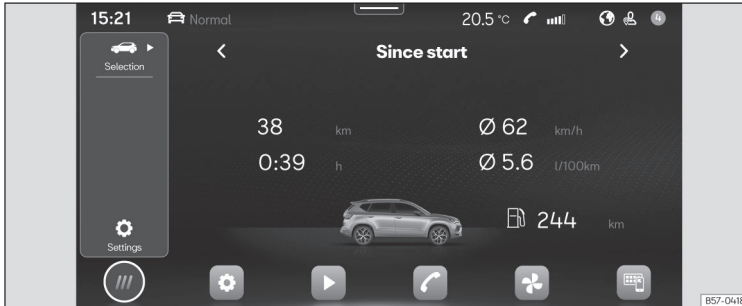 15:21 Normal 20.5 °C 4
Selection
Since start
38 km Ø 62 km/h
0:39 h Ø 5.6 l/100km
244 km
Settings
B57-0418